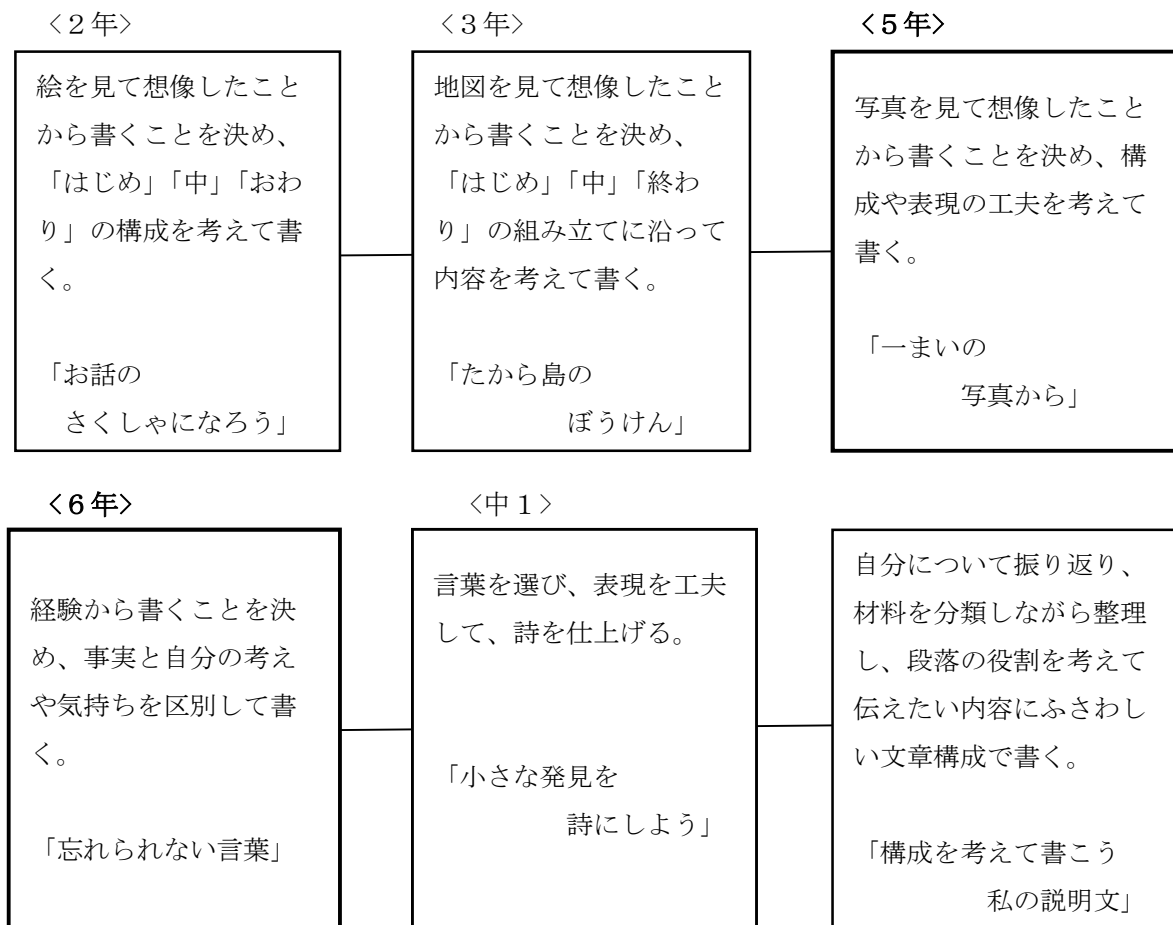 〈２年〉
絵を見て想像したこと
から書くことを決め、
「はじめ」「中」「おわ
り」の構成を考えて書
く。
「お話の
さくしゃになろう」
〈３年〉
地図を見て想像したこと
から書くことを決め、
「はじめ」「中」「終わ
り」の組み立てに沿って
内容を考えて書く。
「たから島の
ぼうけん」
〈５年〉
写真を見て想像したこと
から書くことを決め、構
成や表現の工夫を考えて
書く。
「一まいの
写真から」
〈６年〉
経験から書くことを決
め、事実と自分の考え
や気持ちを区別して書
く。
「忘れられない言葉」
〈中１〉
言葉を選び、表現を工夫
して、詩を仕上げる。
「小さな発見を
詩にしよう」
自分について振り返り、
材料を分類しながら整理
し、段落の役割を考えて
伝えたい内容にふさわし
い文章構成で書く。
「構成を考えて書こう
私の説明文」